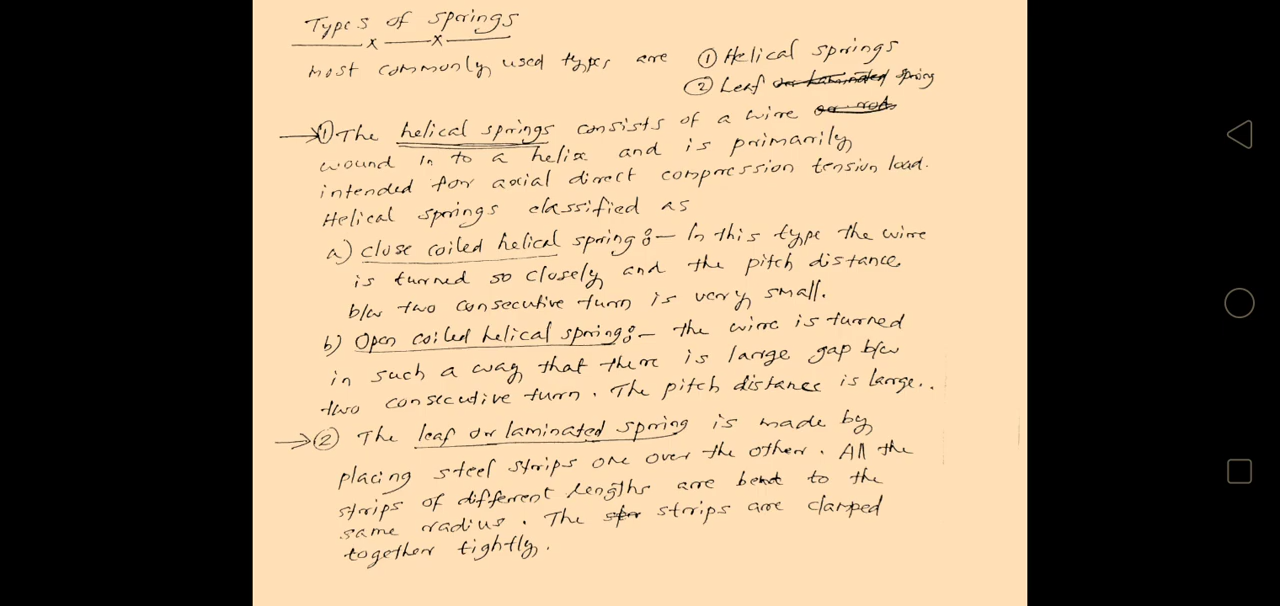 Types of springs
most commonly used types are ① Helical springs
② Leaf or laminated spring
→① The helical springs consists of a wire or rod
wound in to a helix and is primarily
intended for axial direct compression tension load.
Helical springs classified as
a) close coiled helical spring:- In this type the wire
is turned so closely and the pitch distance
b/w two consecutive turn is very small.
b) Open coiled helical spring:- the wire is turned
in such a way that there is large gap b/w
two consecutive turn. The pitch distance is large..
→② The leaf or laminated spring is made by
placing steel strips one over the other. All the
strips of different lengths are bent to the
same radius. The strips are clamped
together tightly.